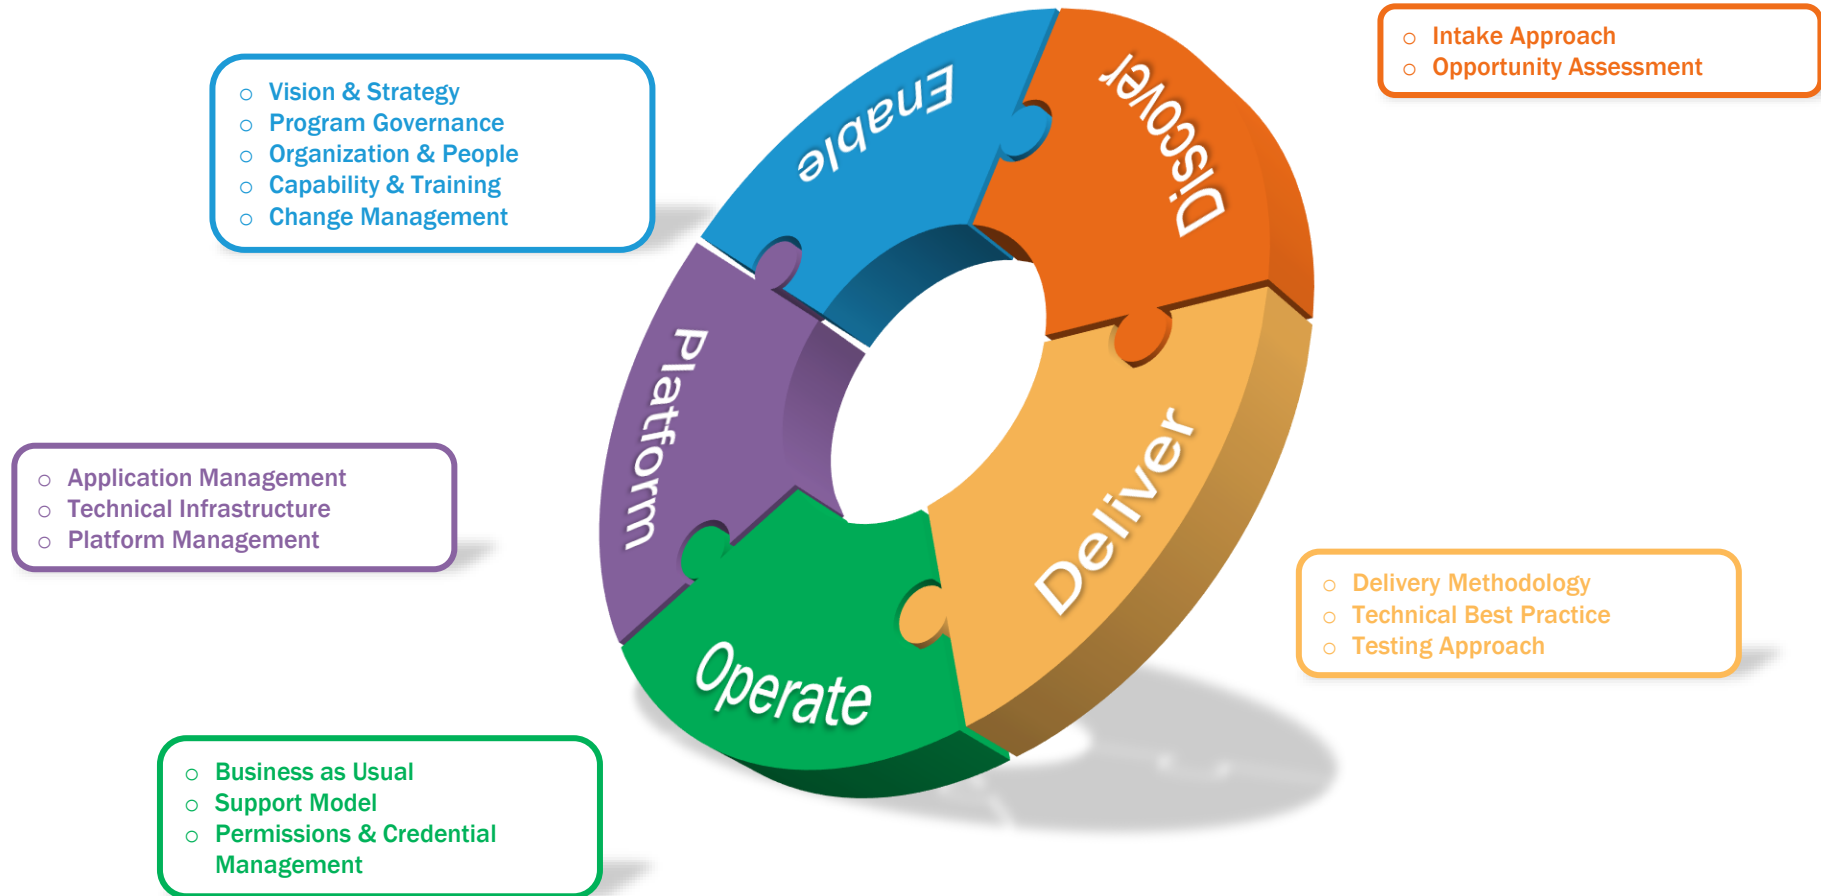 Vision & Strategy
Program Governance
Organization & People
Capability & Training
Change Management
Intake Approach
Opportunity Assessment
Enable
Discover
Platform
Deliver
Operate
Application Management
Technical Infrastructure
Platform Management
Delivery Methodology
Technical Best Practice
Testing Approach
Business as Usual
Support Model
Permissions & Credential
Management